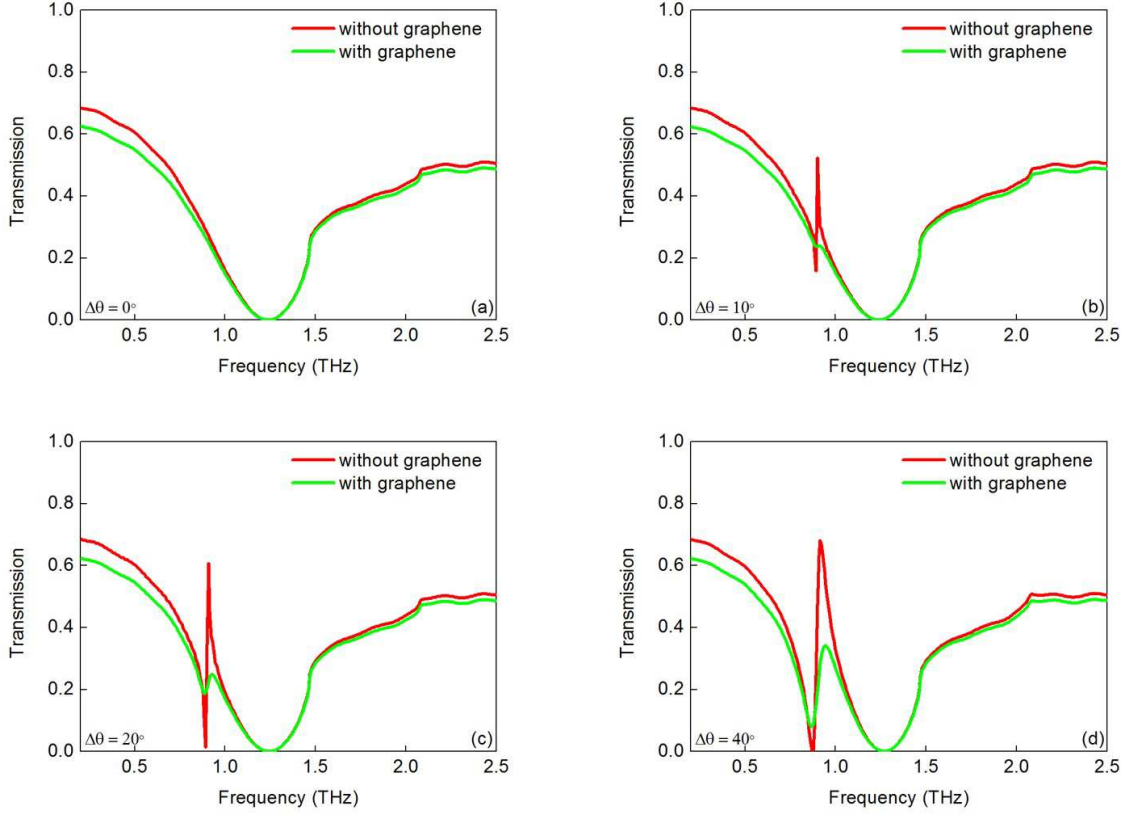 1.0
without graphene
with graphene
0.8
0.6
Transmission
0.4
0.2
Δθ = 0°
(a)
0.0
0.5 1.0 1.5 2.0 2.5
Frequency (THz)
1.0
without graphene
with graphene
0.8
0.6
Transmission
0.4
0.2
Δθ = 10°
(b)
0.0
0.5 1.0 1.5 2.0 2.5
Frequency (THz)
1.0
without graphene
with graphene
0.8
0.6
Transmission
0.4
0.2
Δθ = 20°
(c)
0.0
0.5 1.0 1.5 2.0 2.5
Frequency (THz)
1.0
without graphene
with graphene
0.8
0.6
Transmission
0.4
0.2
Δθ = 40°
(d)
0.0
0.5 1.0 1.5 2.0 2.5
Frequency (THz)